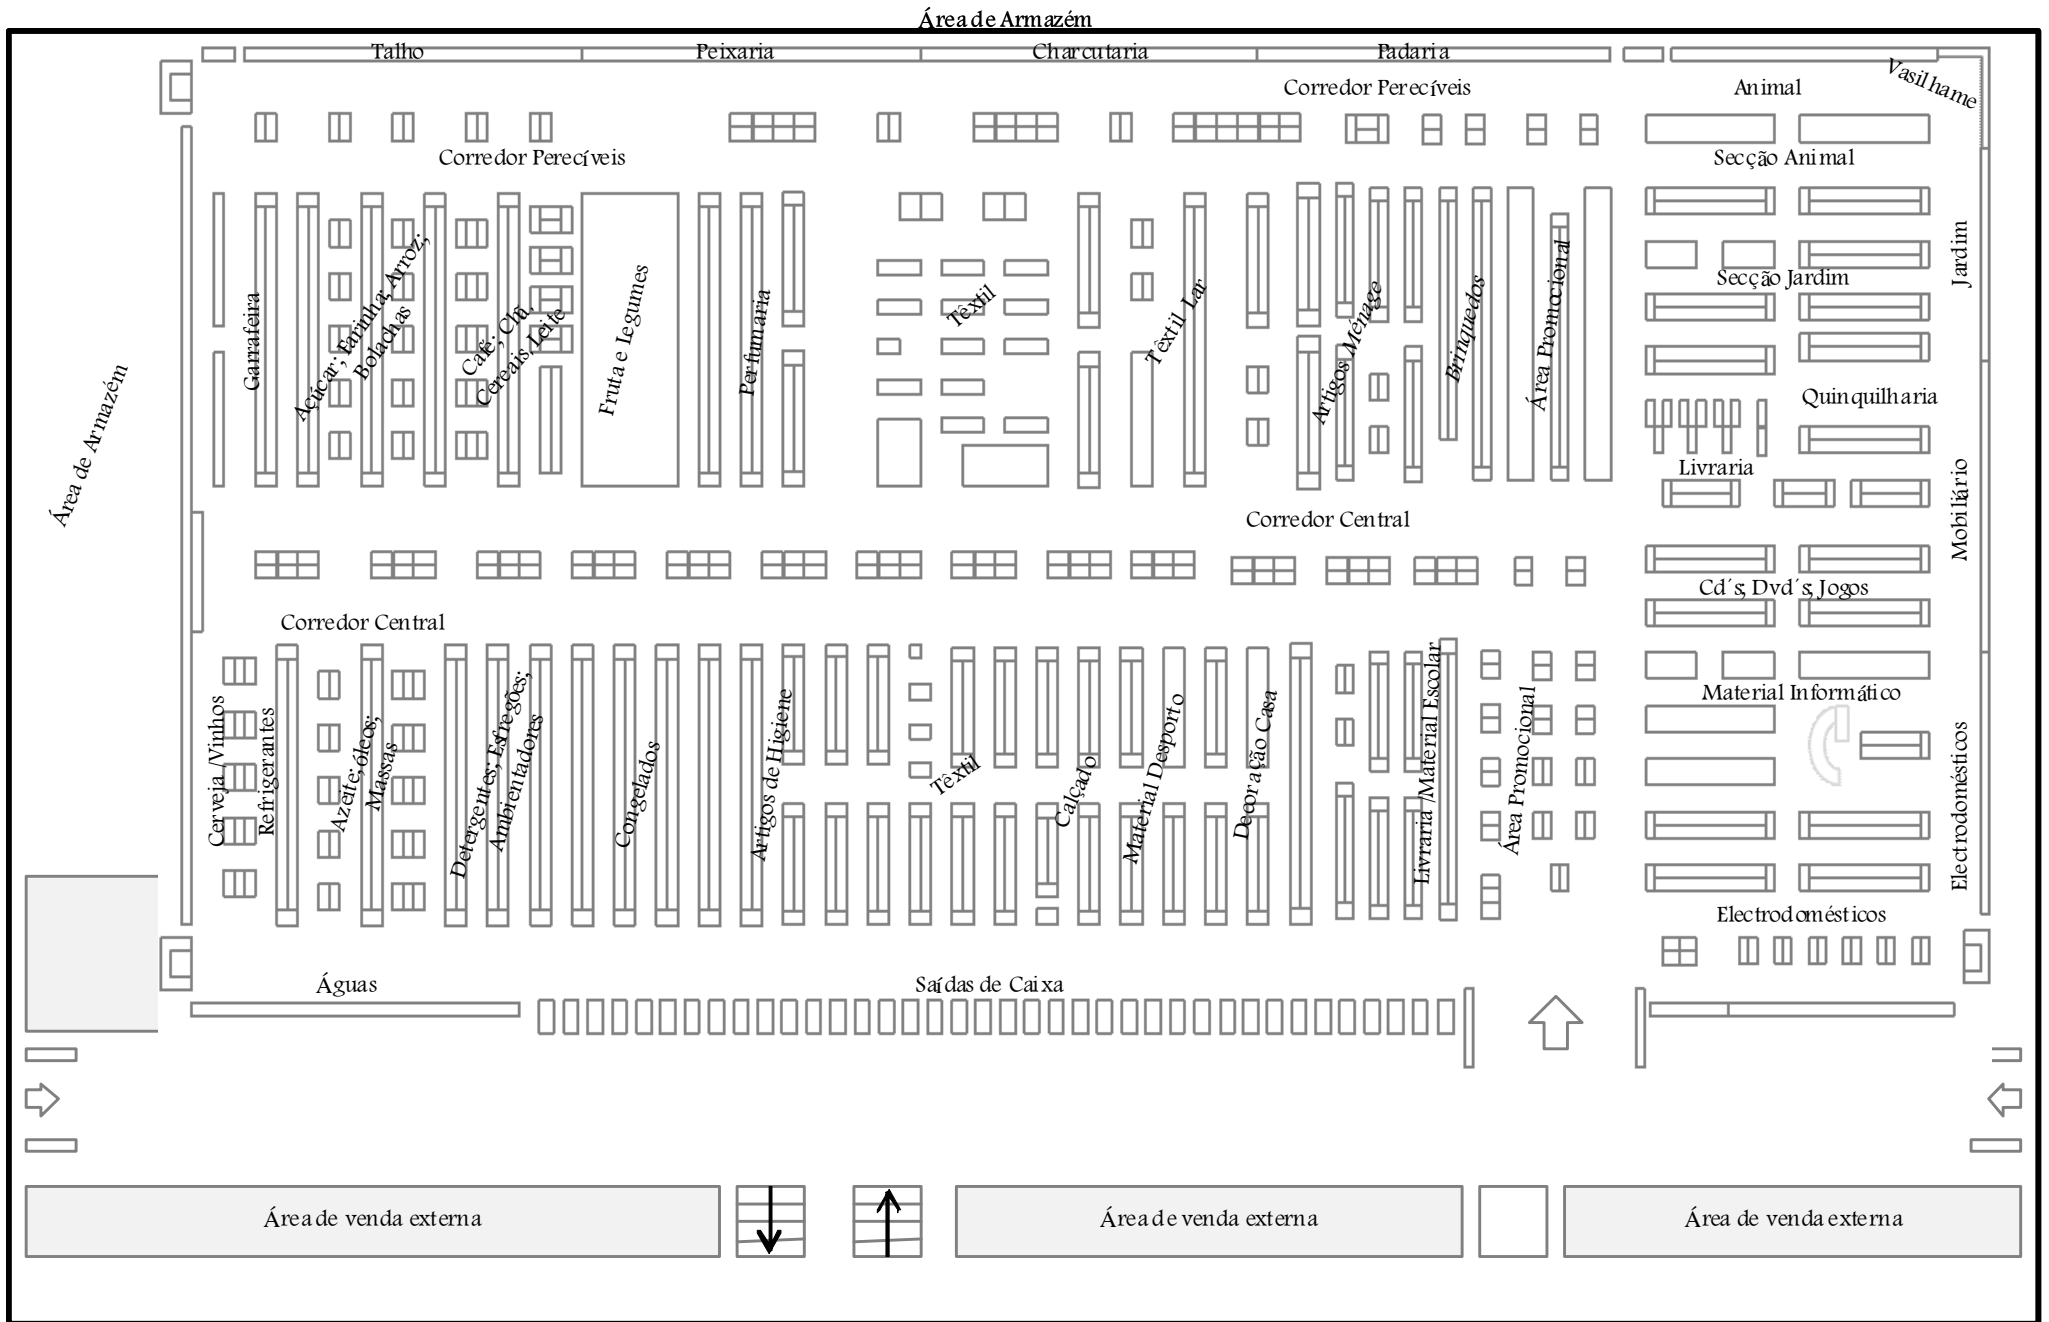 Área de Armazém
Talho
Peixaria
Charcutaria
Padaria
Vasilhame
Corredor Perecíveis
Animal
Corredor Perecíveis
Secção Animal
Jardim
Garrafeira
Açúcar; Farinha; Arroz;
Bolachas
Café; Chá,
Cereais, Leite
Fruta e legumes
Perfumaria
Têxtil
Têxtil Lar
Artigos Ménage
Brinquedos
Área Promocional
Secção Jardim
Quinquilharia
Livraria
Área de Armazém
Mobiliário
Corredor Central
Cd´s; Dvd´s; Jogos
Corredor Central
Cerveja /Vinhos
Refrigerantes
Azeite; óleos;
Massas
Detergentes; Esfregões;
Ambientadores
Congelados
Artigos de Higiene
Têxtil
Calçado
Material Desporto
Decoração Casa
Livraria /Material Escolar
Área Promocional
Material Informático
Electrodomésticos
Electrodomésticos
Águas
Saídas de Caixa
Área de venda externa
Área de venda externa
Área de venda externa